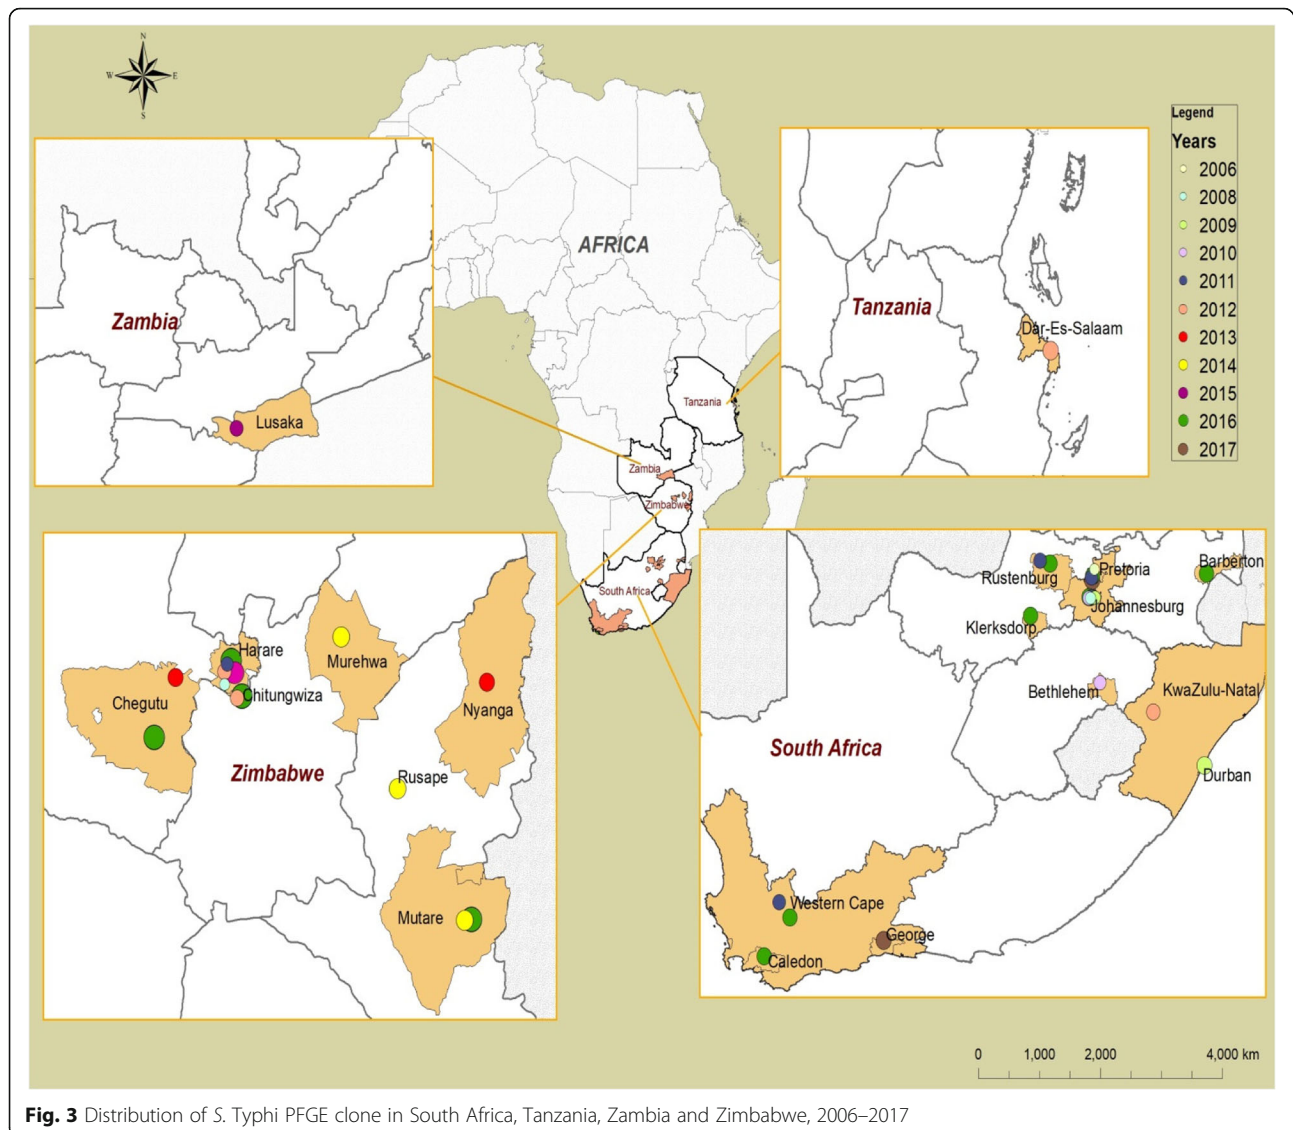 N
W E
S
AFRICA
Legend
Years
2006
2008
2009
2010
2011
2012
2013
2014
2015
2016
2017
Zambia
Lusaka
Tanzania
Dar-Es-Salaam
Tanzania
Zambia
Zimbabwe
South Africa
Harare
Murehwa
Chegutu
Chitungwiza
Nyanga
Zimbabwe
Rusape
Mutare
Rustenburg
Pretoria
Barberton
Johannesburg
Klerksdorp
Bethlehem
KwaZulu-Natal
South Africa
Durban
Western Cape
George
Caledon
0 1,000 2,000 4,000 km
Fig. 3 Distribution of S. Typhi PFGE clone in South Africa, Tanzania, Zambia and Zimbabwe, 2006–2017